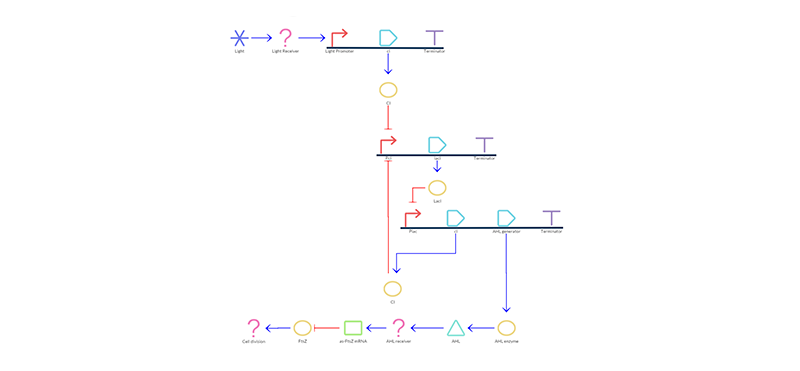 Light
Light Receiver
Light Promoter
cI
Terminator
CI
lacI
Terminator
LacI
Plac
cI
AHL generator
Terminator
CI
Cell division
FtsZ
as-FtsZ mRNA
AHL receiver
AHL
AHL enzyme